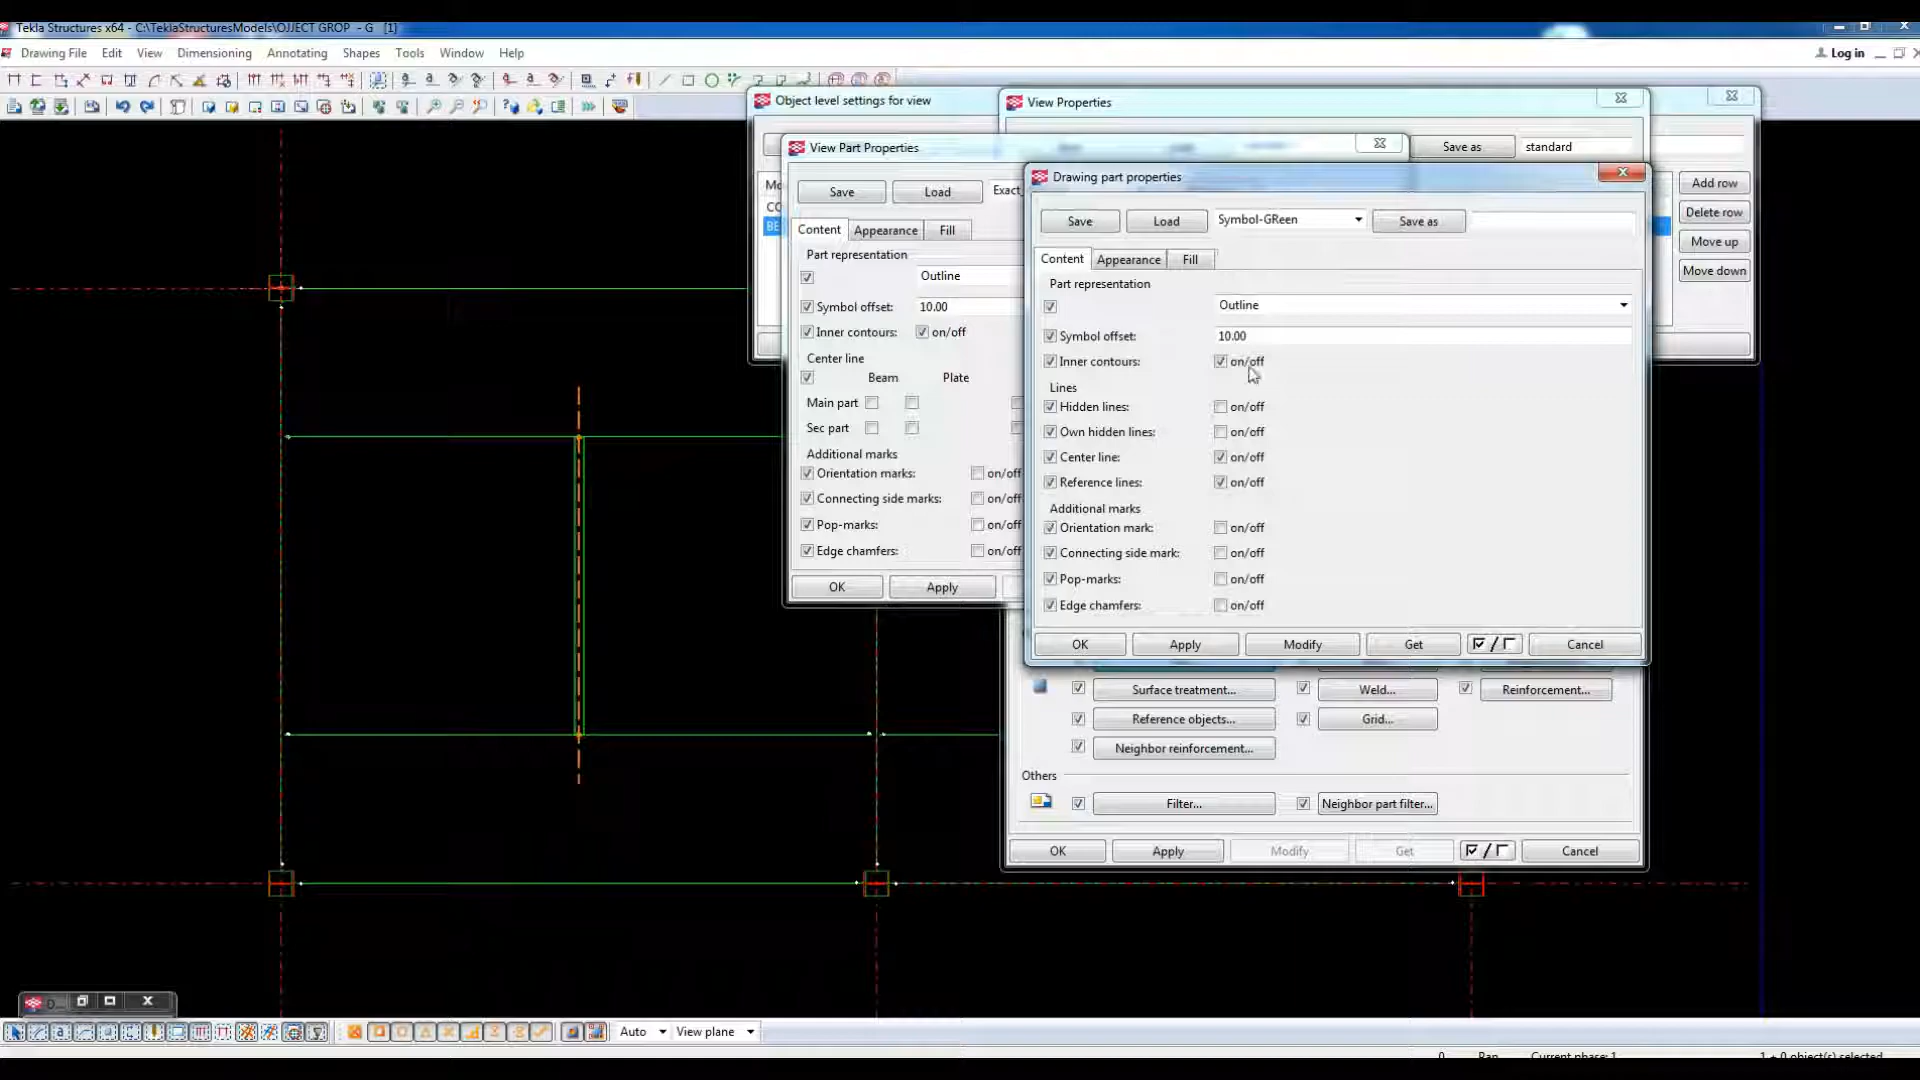 Tekla Structures x64 - C:\TeklaStructuresModels\OJJECT GROP - G [1]
Drawing File Edit View Dimensioning Annotating Shapes Tools Window Help
Log in
Object level settings for view
View Properties
View Part Properties
Save as standard
Drawing part properties
Save Load Exact
Add row
Delete row
Move up
Move down
Save Load Symbol-GReen Save as
Content Appearance Fill
Part representation
Outline
Symbol offset: 10.00
Inner contours: on/off
Center line
Beam Plate
Main part
Sec part
Additional marks
Orientation marks: on/off
Connecting side marks: on/off
Pop-marks: on/off
Edge chamfers: on/off
OK Apply
Content Appearance Fill
Part representation
Outline
Symbol offset: 10.00
Inner contours: on/off
Lines
Hidden lines: on/off
Own hidden lines: on/off
Center line: on/off
Reference lines: on/off
Additional marks
Orientation mark: on/off
Connecting side mark: on/off
Pop-marks: on/off
Edge chamfers: on/off
OK Apply Modify Get Cancel
Surface treatment... Weld... Reinforcement...
Reference objects... Grid...
Neighbor reinforcement...
Others
Filter... Neighbor part filter...
OK Apply Modify Get Cancel
Auto View plane